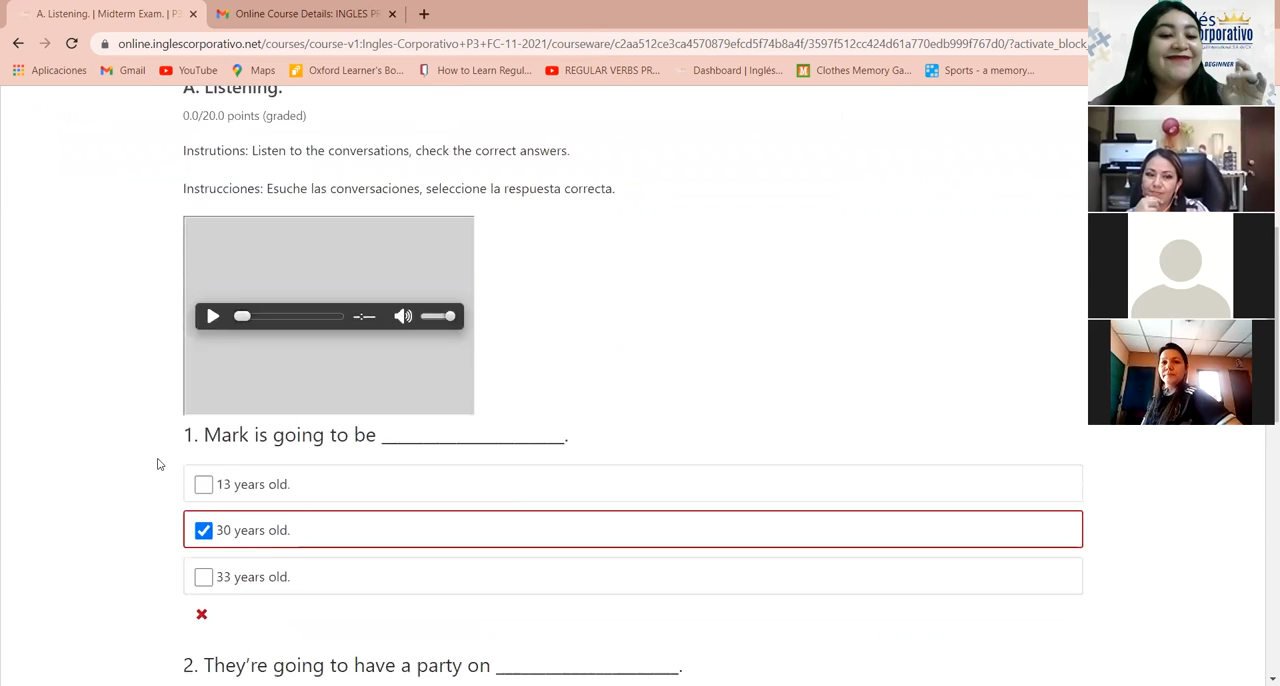 A. Listening. | Midterm Exam. | P3
Online Course Details: INGLES PR
online.inglescorporativo.net/courses/course-v1:Ingles-Corporativo+P3+FC-11-2021/courseware/c2aa512ce3ca4570879efcd5f74b8a4f/3597f512cc424d61a770edb999f767d0/?activate_block
Aplicaciones Gmail YouTube Maps Oxford Learner's Bo... How to Learn Regul... REGULAR VERBS PR... Dashboard | Inglés... Clothes Memory Ga... Sports - a memory...
A. Listening.
0.0/20.0 points (graded)
Instrutions: Listen to the conversations, check the correct answers.
Instrucciones: Esuche las conversaciones, seleccione la respuesta correcta.
-:--
1. Mark is going to be ____________________.
13 years old.
30 years old.
33 years old.
2. They're going to have a party on ____________________.
BEGINNER